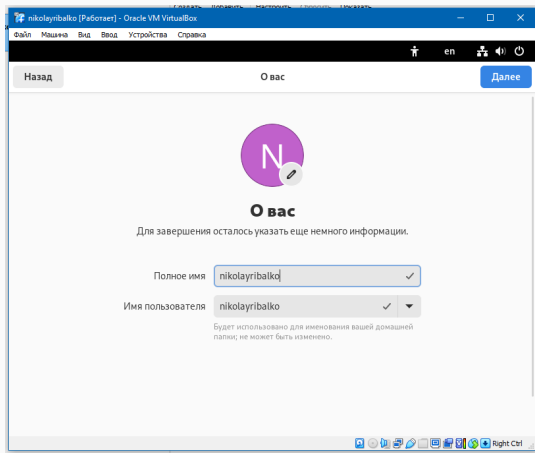 nikolayribalko [Работает] - Oracle VM VirtualBox
Файл Машина Вид Ввод Устройства Справка
en
Назад О вас Далее
N
О вас
Для завершения осталось указать еще немного информации.
Полное имя nikolayribalko
Имя пользователя nikolayribalko
Будет использовано для именования вашей домашней
папки; не может быть изменено.
Right Ctrl